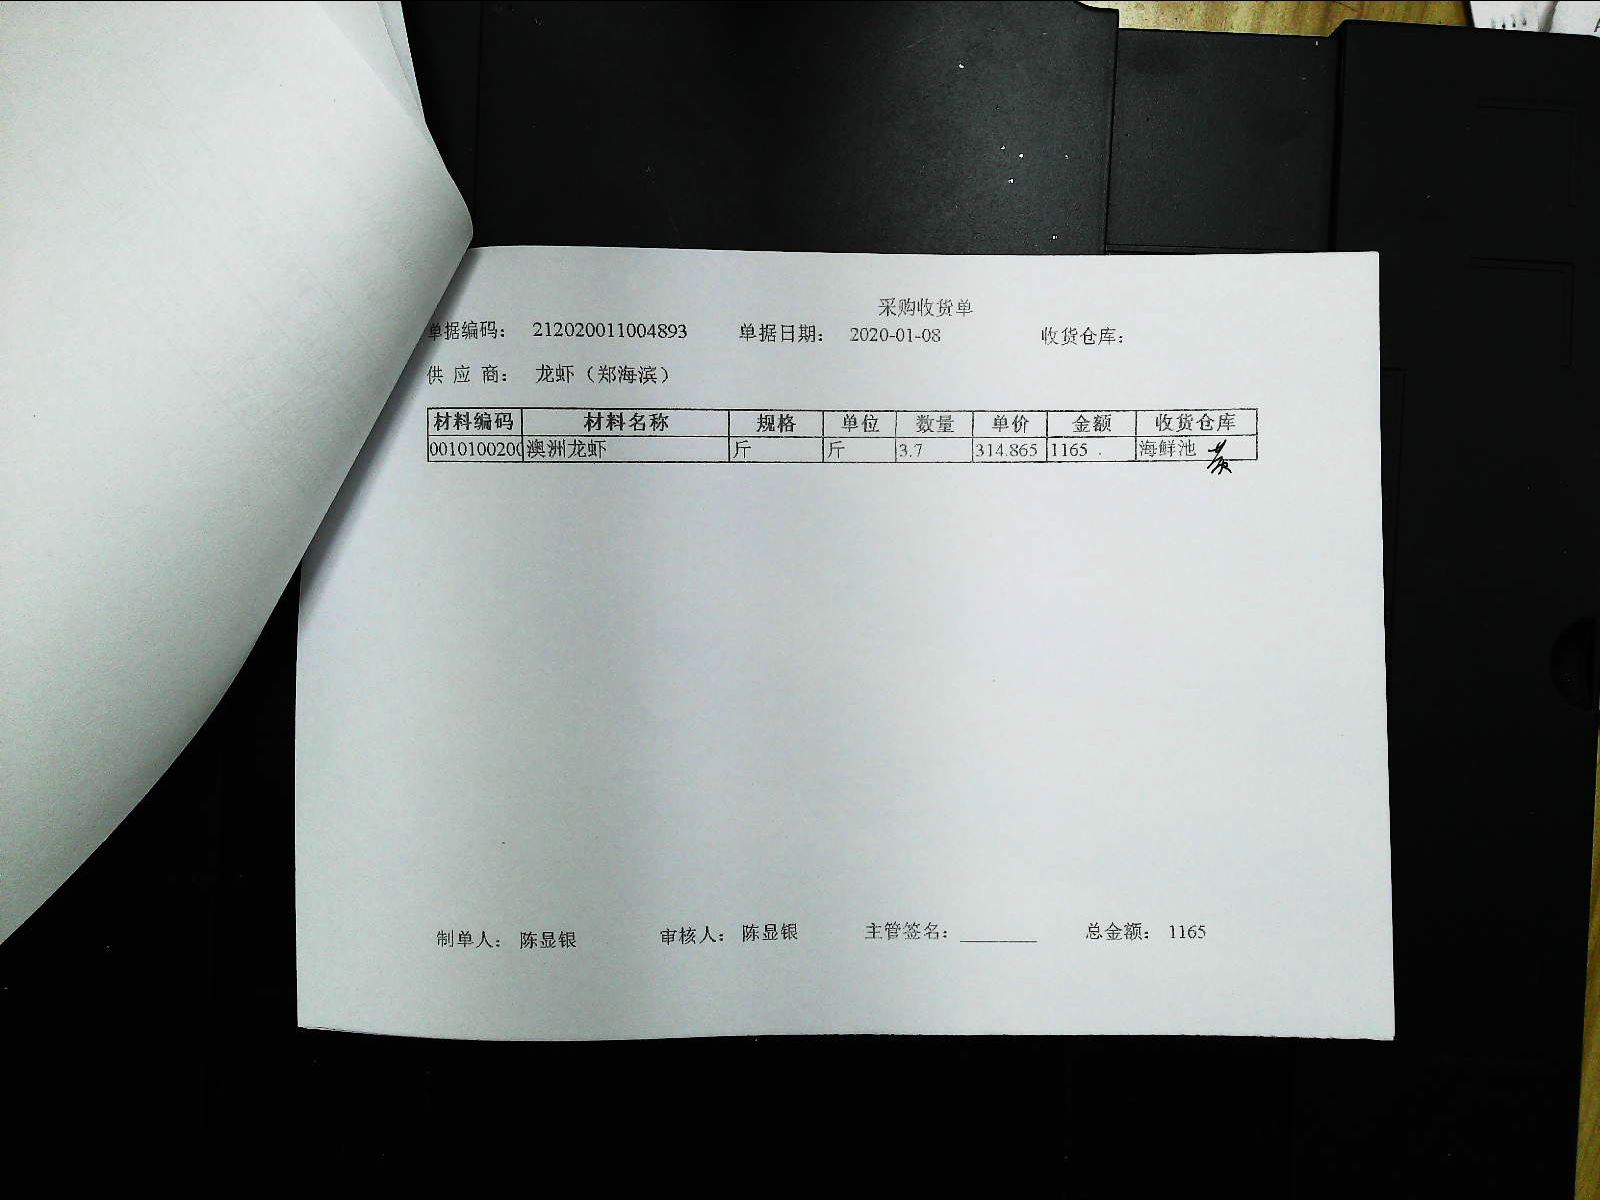 采购收货单
单据编码： 212020011004893 单据日期： 2020-01-08 收货仓库：
供 应 商： 龙虾（郑海滨）
材料编码 材料名称 规格 单位 数量 单价 金额 收货仓库
0010100200 澳洲龙虾 斤 斤 3.7 314.865 1165 海鲜池
制单人： 陈显银 审核人： 陈显银 主管签名： 总金额： 1165